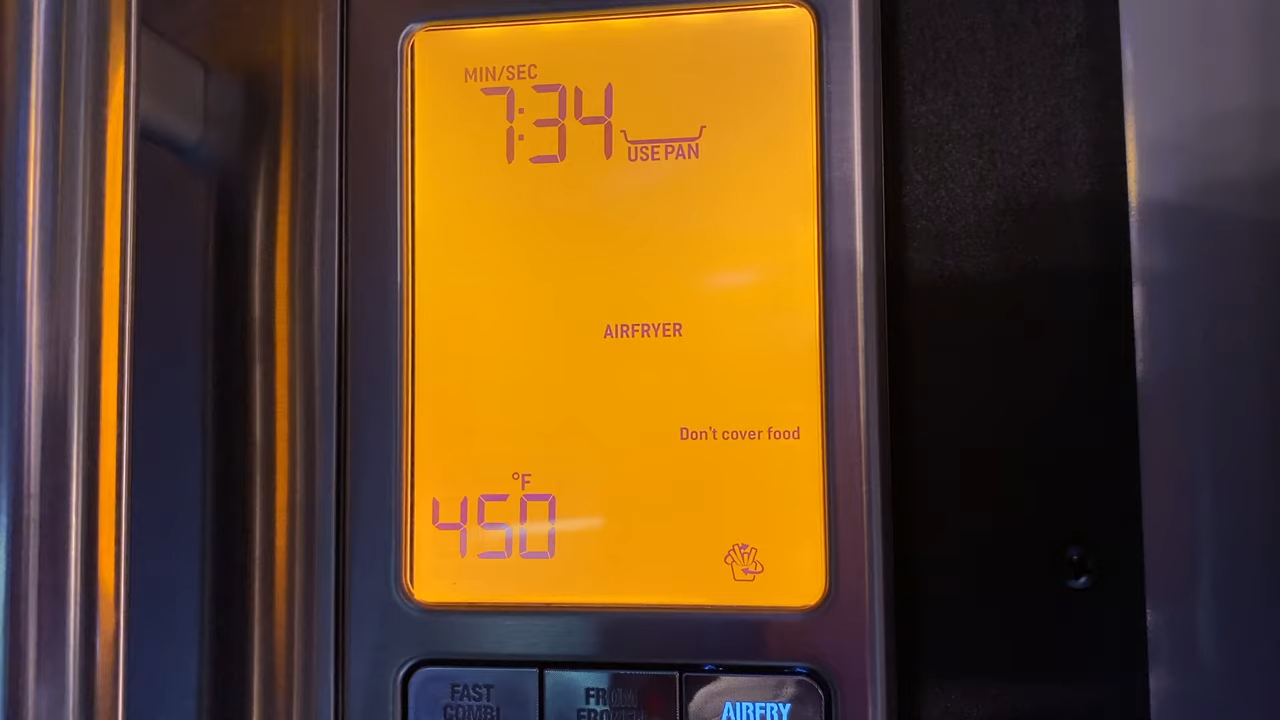 MIN/SEC
7:34
USE PAN
AIRFRYER
Don't cover food
°F
450
FAST
COMBI
FROM
FROZEN
AIRFRY